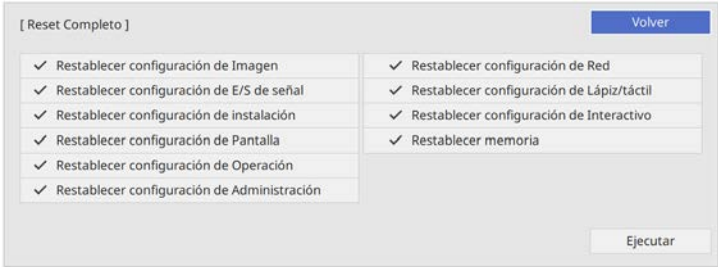 [ Reset Completo ]
Volver
✓ Restablecer configuración de Imagen
✓ Restablecer configuración de E/S de señal
✓ Restablecer configuración de instalación
✓ Restablecer configuración de Pantalla
✓ Restablecer configuración de Operación
✓ Restablecer configuración de Administración
✓ Restablecer configuración de Red
✓ Restablecer configuración de Lápiz/táctil
✓ Restablecer configuración de Interactivo
✓ Restablecer memoria
Ejecutar